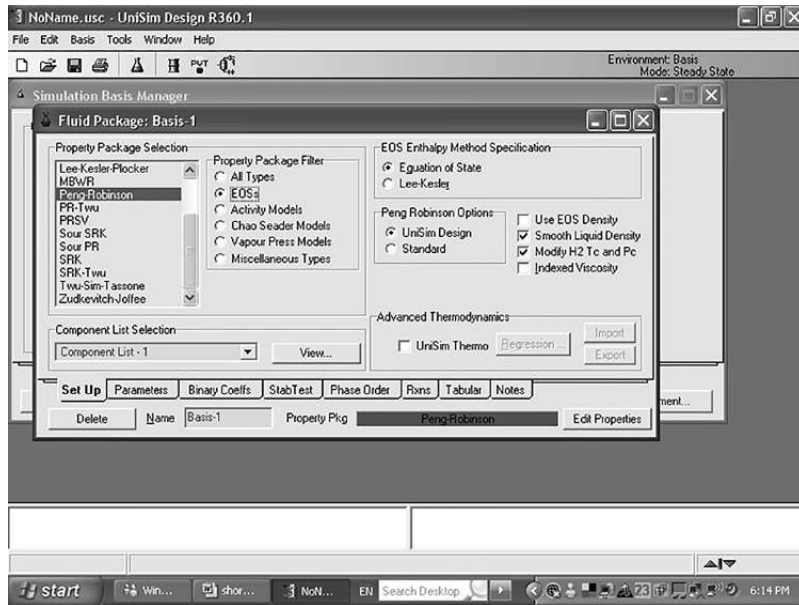 NoName.usc - UniSim Design R360.1
File Edit Basis Tools Window Help
PVT
Environment: Basis
Mode: Steady State
Simulation Basis Manager
Fluid Package: Basis-1
Property Package Selection
Lee-Kesler-Plocker
MBWR
Peng-Robinson
PR-Twu
PRSV
Sour SRK
Sour PR
SRK
SRK-Twu
Twu-Sim-Tassone
Zudkevitch-Joffee
Property Package Filter
All Types
EOSs
Activity Models
Chao Seader Models
Vapour Press Models
Miscellaneous Types
EOS Enthalpy Method Specification
Equation of State
Lee-Kesler
Peng Robinson Options
UniSim Design
Standard
Use EOS Density
Smooth Liquid Density
Modify H2 Tc and Pc
Indexed Viscosity
Component List Selection
Component List - 1
View...
Advanced Thermodynamics
UniSim Thermo
Regression ...
Import
Export
Set Up Parameters Binary Coeffs StabTest Phase Order Rxns Tabular Notes
Delete Name Basis-1 Property Pkg Peng-Robinson Edit Properties
ment...
start Win... shor... NoN... EN Search Desktop 23 6:14 PM